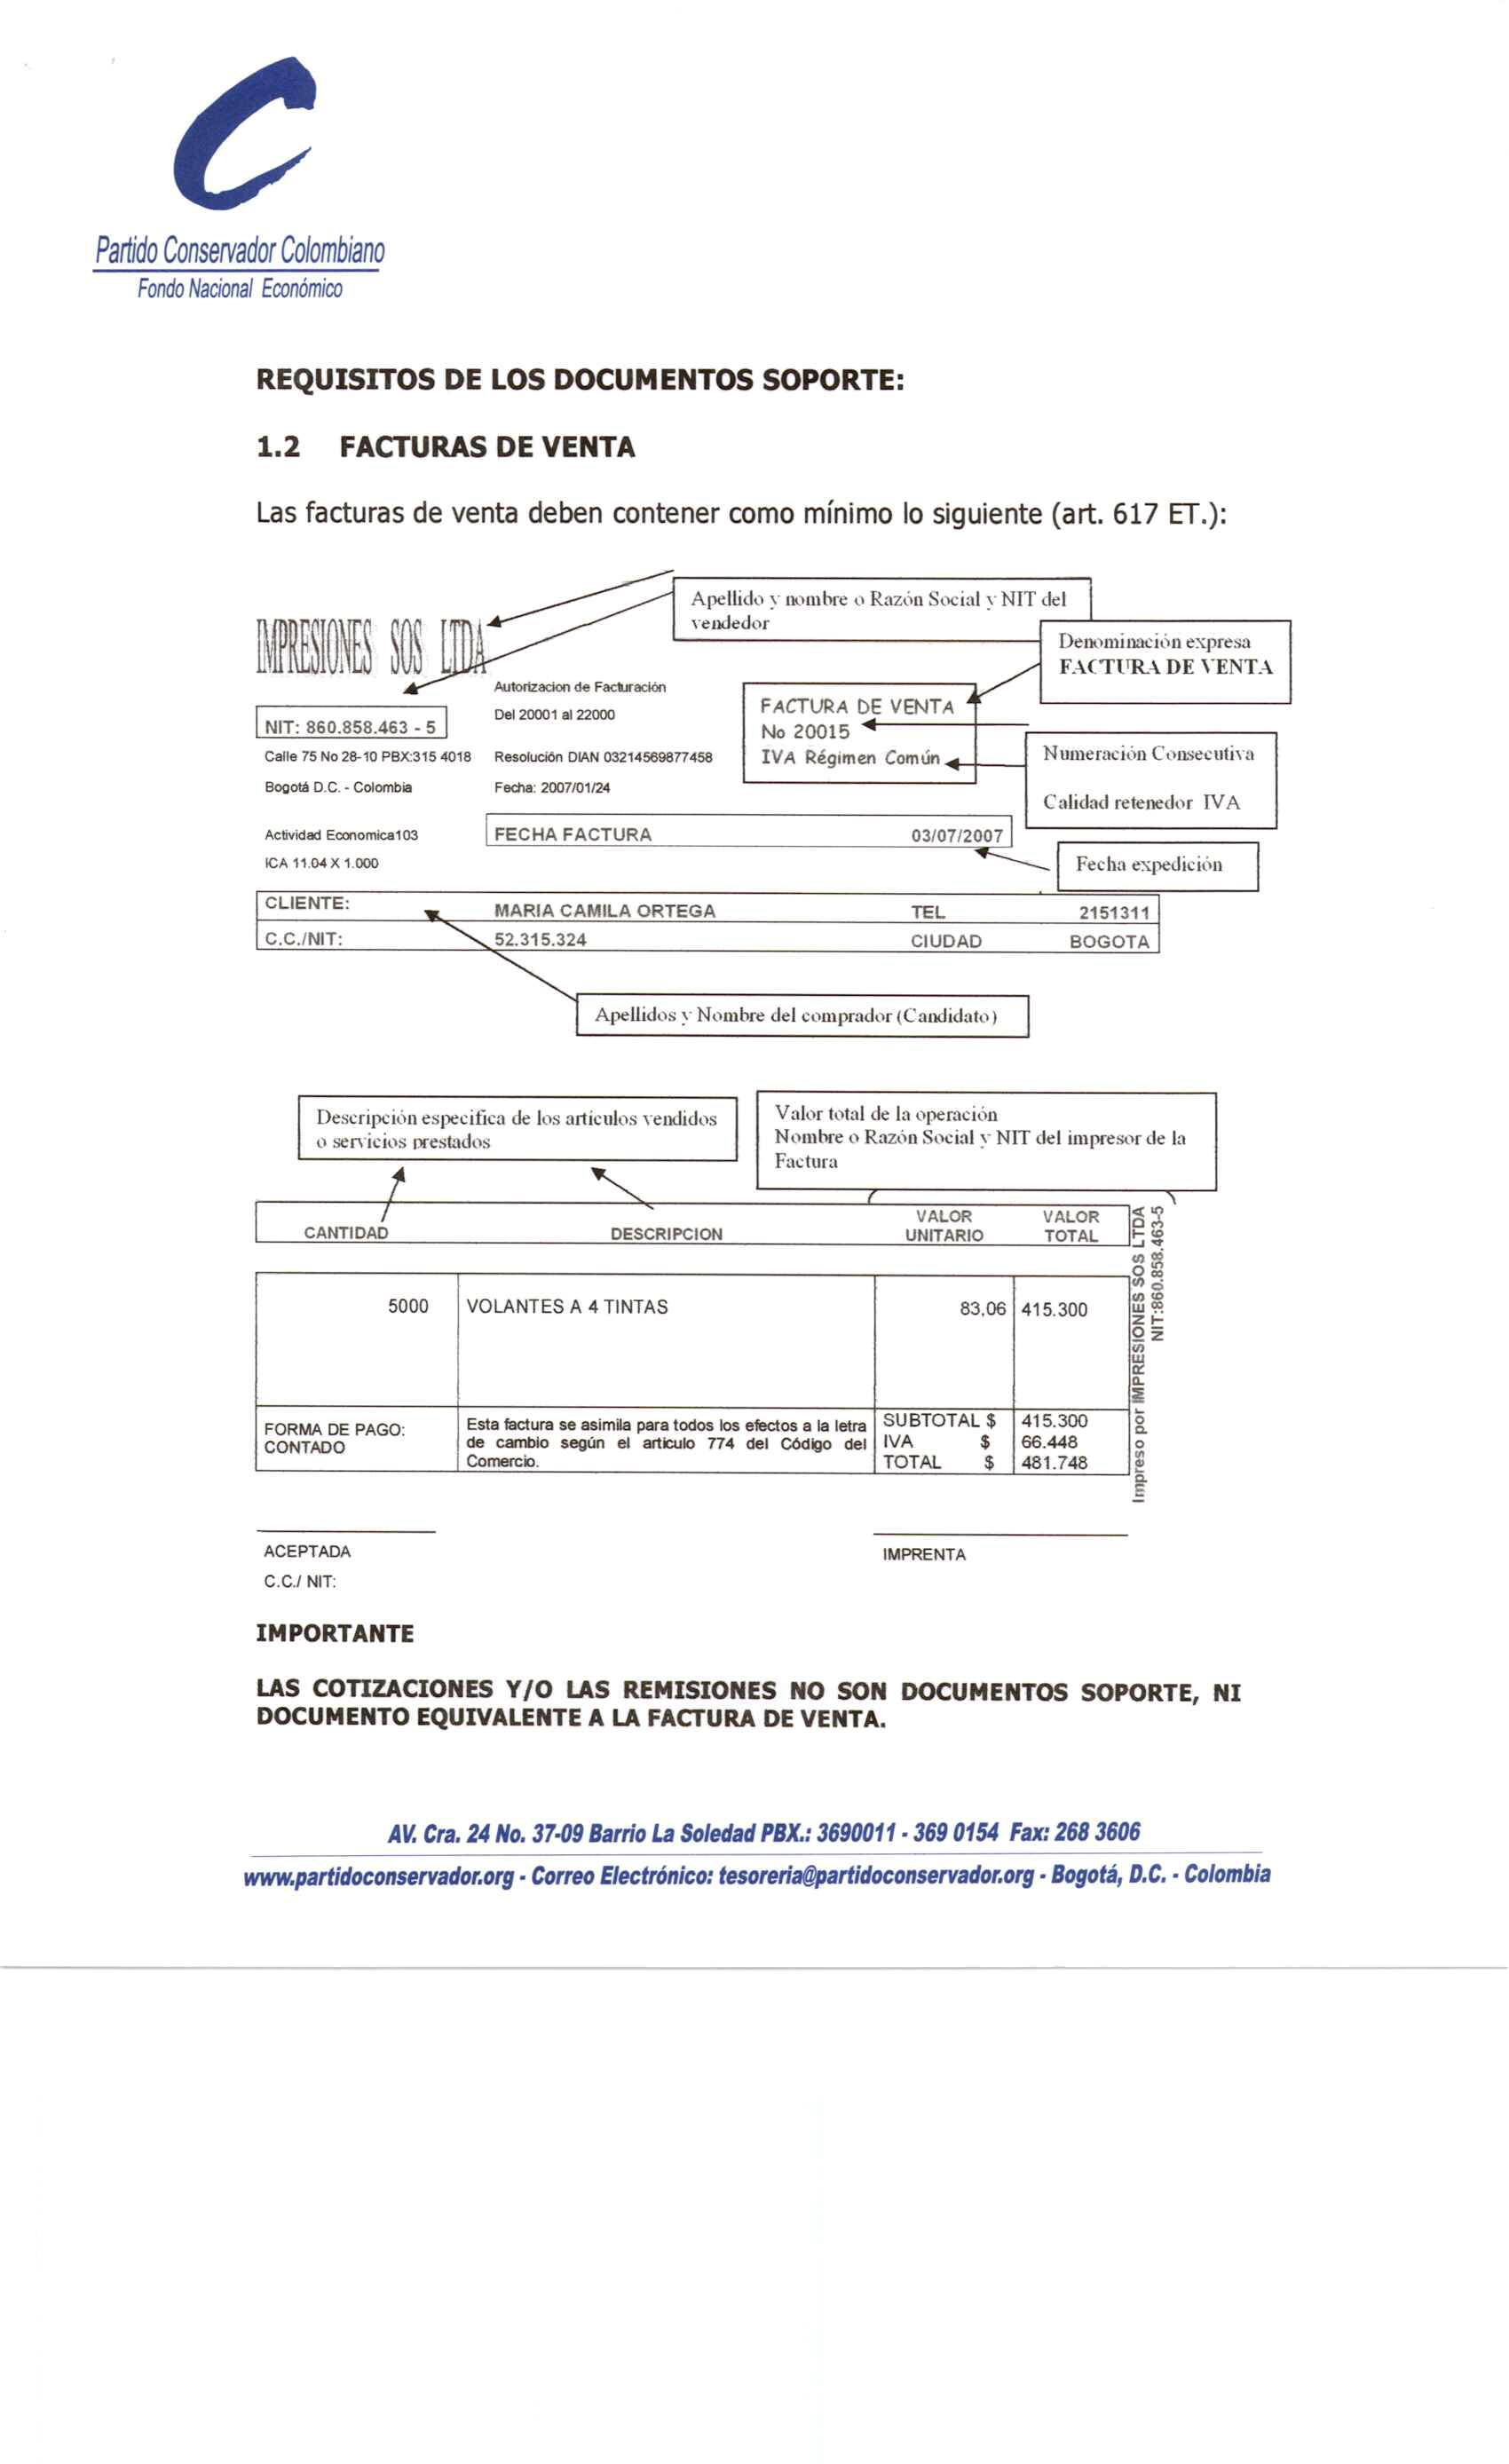 Partido Conservador Colombiano
Fondo Nacional Económico
REQUISITOS DE LOS DOCUMENTOS SOPORTE:
1.2 FACTURAS DE VENTA
Las facturas de venta deben contener como mínimo lo siguiente (art. 617 ET.):
Apellido y nombre o Razón Social y NIT del
vendedor
IMPRESIONES SOS LTDA
Denominación expresa
FACTURA DE VENTA
Autorizacion de Facturación
NIT: 860.858.463 - 5
Del 20001 al 22000
FACTURA DE VENTA
No 20015
IVA Régimen Común
Calle 75 No 28-10 PBX:315 4018
Resolución DIAN 03214569877458
Numeración Consecutiva
Calidad retenedor IVA
Bogotá D.C. - Colombia
Fecha: 2007/01/24
Actividad Economica103
FECHA FACTURA 03/07/2007
ICA 11.04 X 1.000
Fecha expedición
CLIENTE: MARIA CAMILA ORTEGA TEL 2151311
C.C./NIT: 52.315.324 CIUDAD BOGOTA
Apellidos y Nombre del comprador (Candidato)
Descripción especifica de los articulos vendidos
o servicios prestados
Valor total de la operación
Nombre o Razón Social y NIT del impresor de la
Factura
CANTIDAD DESCRIPCION VALOR UNITARIO VALOR TOTAL
5000 VOLANTES A 4 TINTAS 83,06 415.300
FORMA DE PAGO:
CONTADO
Esta factura se asimila para todos los efectos a la letra
de cambio según el articulo 774 del Código del
Comercio.
SUBTOTAL $ 415.300
IVA $ 66.448
TOTAL $ 481.748
Impreso por IMPRESIONES SOS LTDA
NIT:860.858.463-5
ACEPTADA
C.C./ NIT:
IMPRENTA
IMPORTANTE
LAS COTIZACIONES Y/O LAS REMISIONES NO SON DOCUMENTOS SOPORTE, NI
DOCUMENTO EQUIVALENTE A LA FACTURA DE VENTA.
AV. Cra. 24 No. 37-09 Barrio La Soledad PBX.: 3690011 - 369 0154 Fax: 268 3606
www.partidoconservador.org - Correo Electrónico: tesoreria@partidoconservador.org - Bogotá, D.C. - Colombia